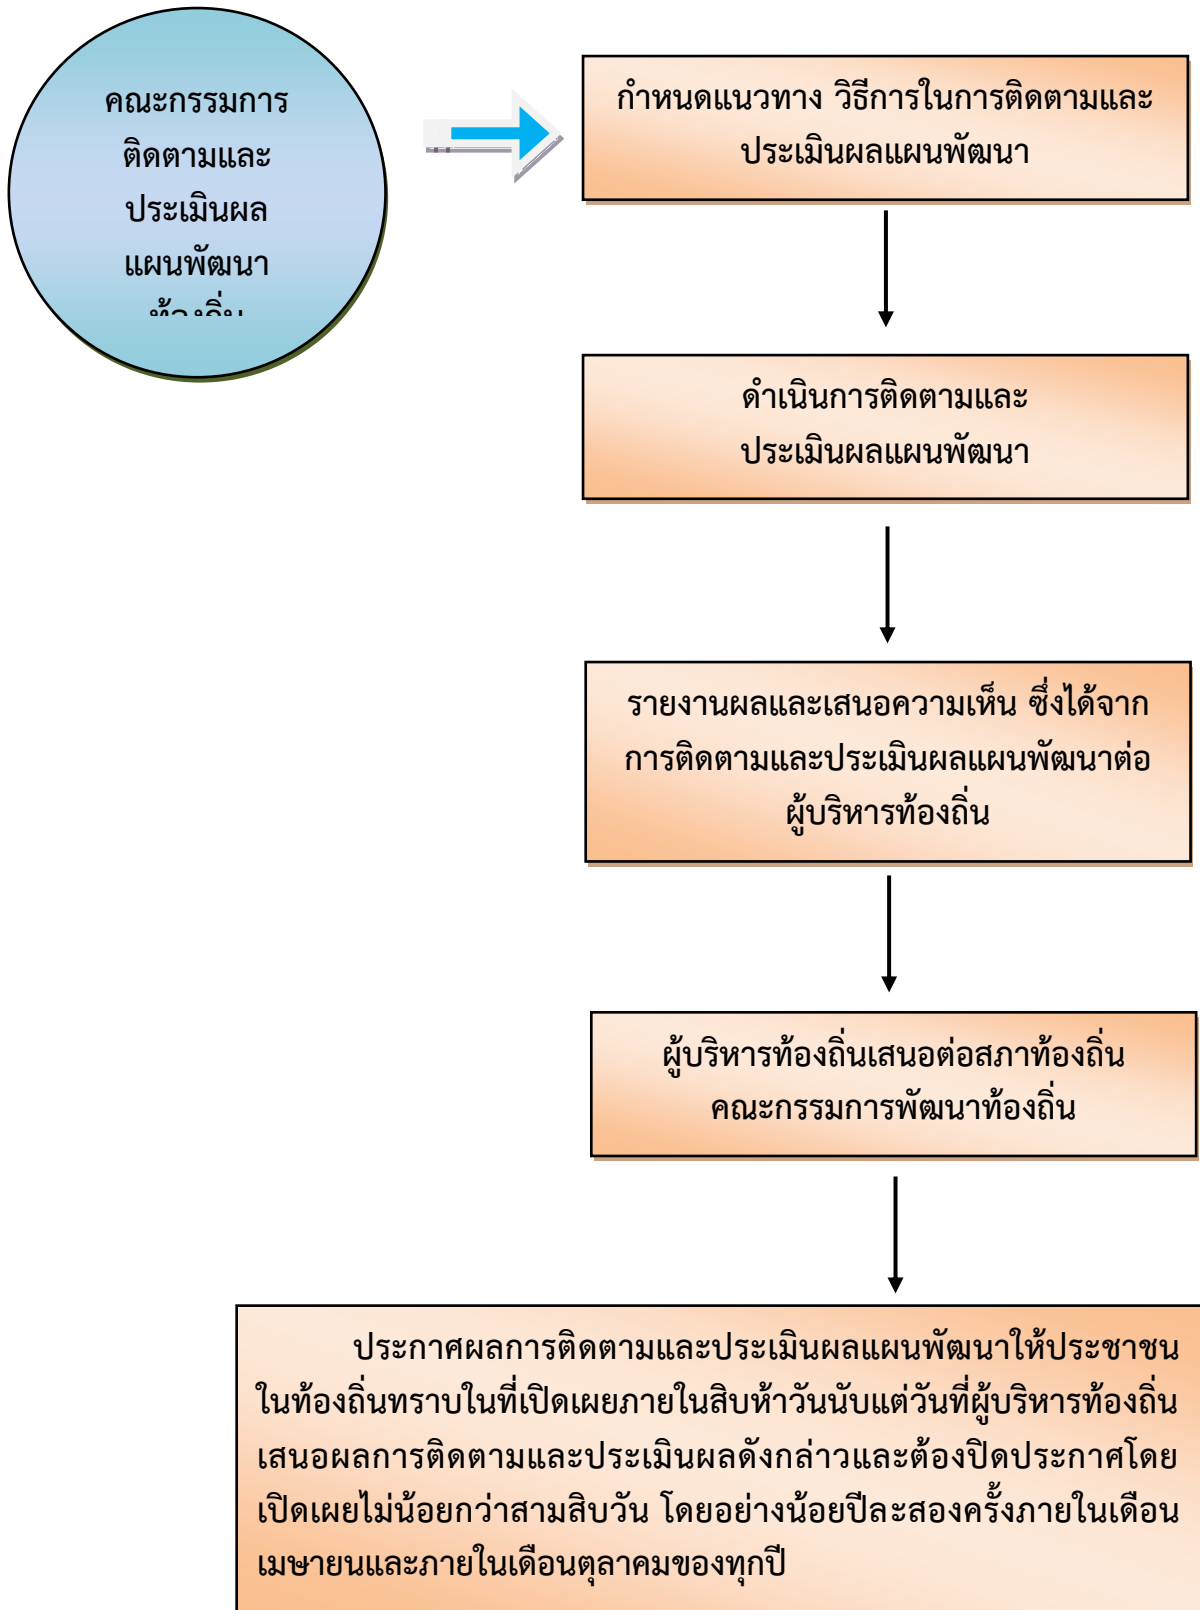 คณะกรรมการ
ติดตามและ
ประเมินผล
แผนพัฒนา
ท้องถิ่น
กำหนดแนวทาง วิธีการในการติดตามและ
ประเมินผลแผนพัฒนา
ดำเนินการติดตามและ
ประเมินผลแผนพัฒนา
รายงานผลและเสนอความเห็น ซึ่งได้จาก
การติดตามและประเมินผลแผนพัฒนาต่อ
ผู้บริหารท้องถิ่น
ผู้บริหารท้องถิ่นเสนอต่อสภาท้องถิ่น
คณะกรรมการพัฒนาท้องถิ่น
ประกาศผลการติดตามและประเมินผลแผนพัฒนาให้ประชาชน
ในท้องถิ่นทราบในที่เปิดเผยภายในสิบห้าวันนับแต่วันที่ผู้บริหารท้องถิ่น
เสนอผลการติดตามและประเมินผลดังกล่าวและต้องปิดประกาศโดย
เปิดเผยไม่น้อยกว่าสามสิบวัน โดยอย่างน้อยปีละสองครั้งภายในเดือน
เมษายนและภายในเดือนตุลาคมของทุกปี